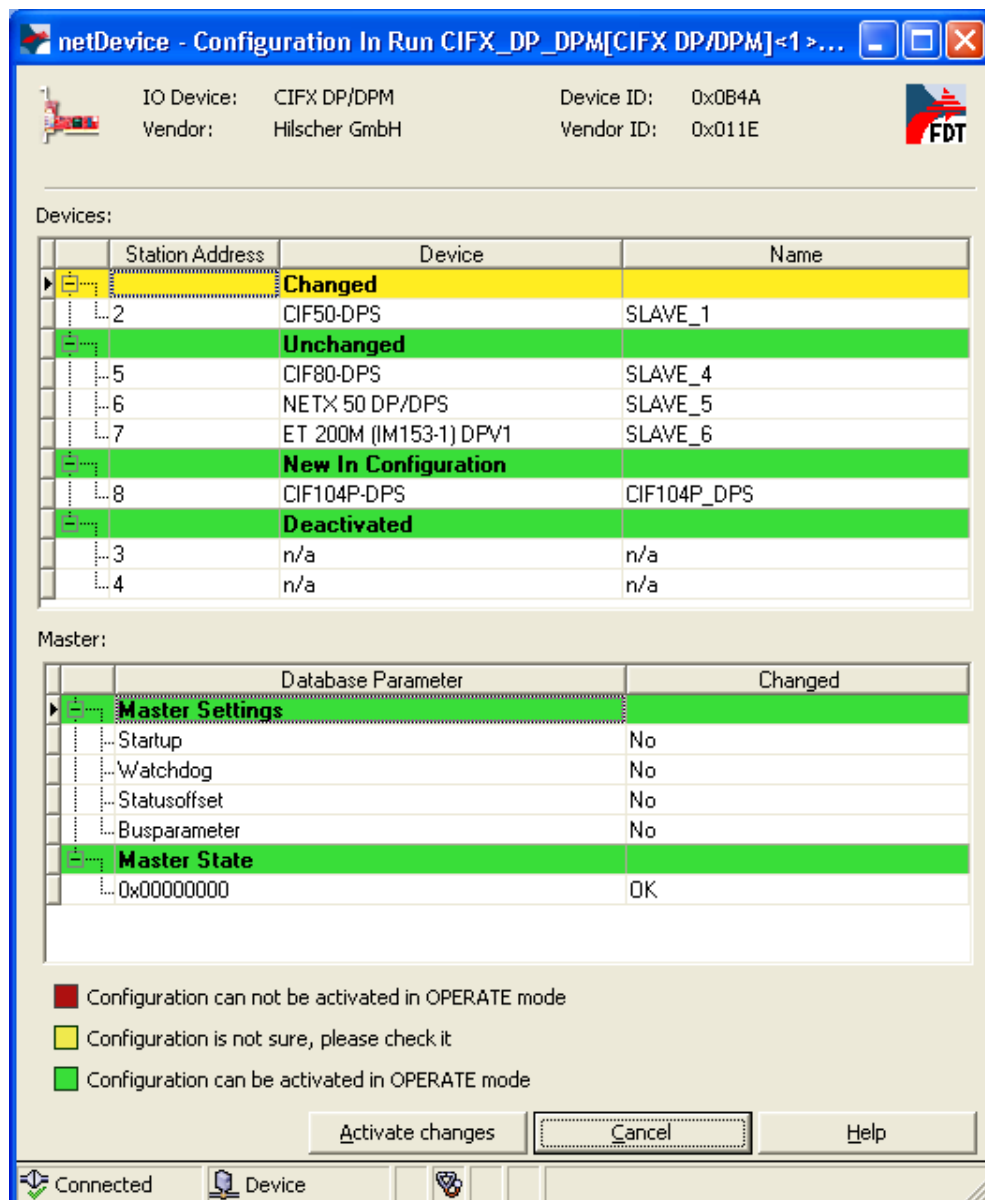 netDevice - Configuration In Run CIFX_DP_DPM[CIFX DP/DPM]<1>...
IO Device: CIFX DP/DPM Device ID: 0x0B4A
Vendor: Hilscher GmbH Vendor ID: 0x011E
FDT
Devices:
Station Address Device Name
Changed
2 CIF50-DPS SLAVE_1
Unchanged
5 CIF80-DPS SLAVE_4
6 NETX 50 DP/DPS SLAVE_5
7 ET 200M (IM153-1) DPV1 SLAVE_6
New In Configuration
8 CIF104P-DPS CIF104P_DPS
Deactivated
3 n/a n/a
4 n/a n/a
Master:
Database Parameter Changed
Master Settings
Startup No
Watchdog No
Statusoffset No
Busparameter No
Master State
0x00000000 OK
Configuration can not be activated in OPERATE mode
Configuration is not sure, please check it
Configuration can be activated in OPERATE mode
Activate changes Cancel Help
Connected Device